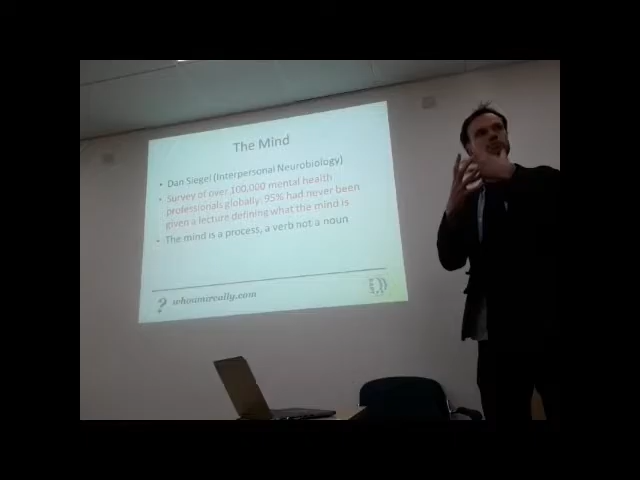 The Mind
• Dan Siegel (Interpersonal Neurobiology)
• Survey of over 100,000 mental health
professionals globally: 95% had never been
given a lecture defining what the mind is
• The mind is a process, a verb not a noun
? whoamireally.com